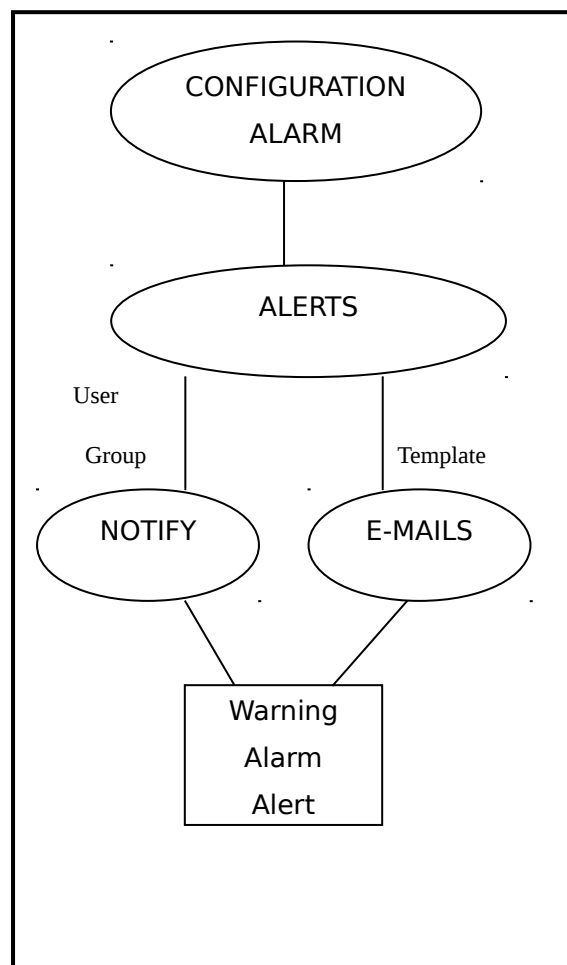 CONFIGURATION
ALARM
ALERTS
User
Group
Template
NOTIFY
E-MAILS
Warning
Alarm
Alert